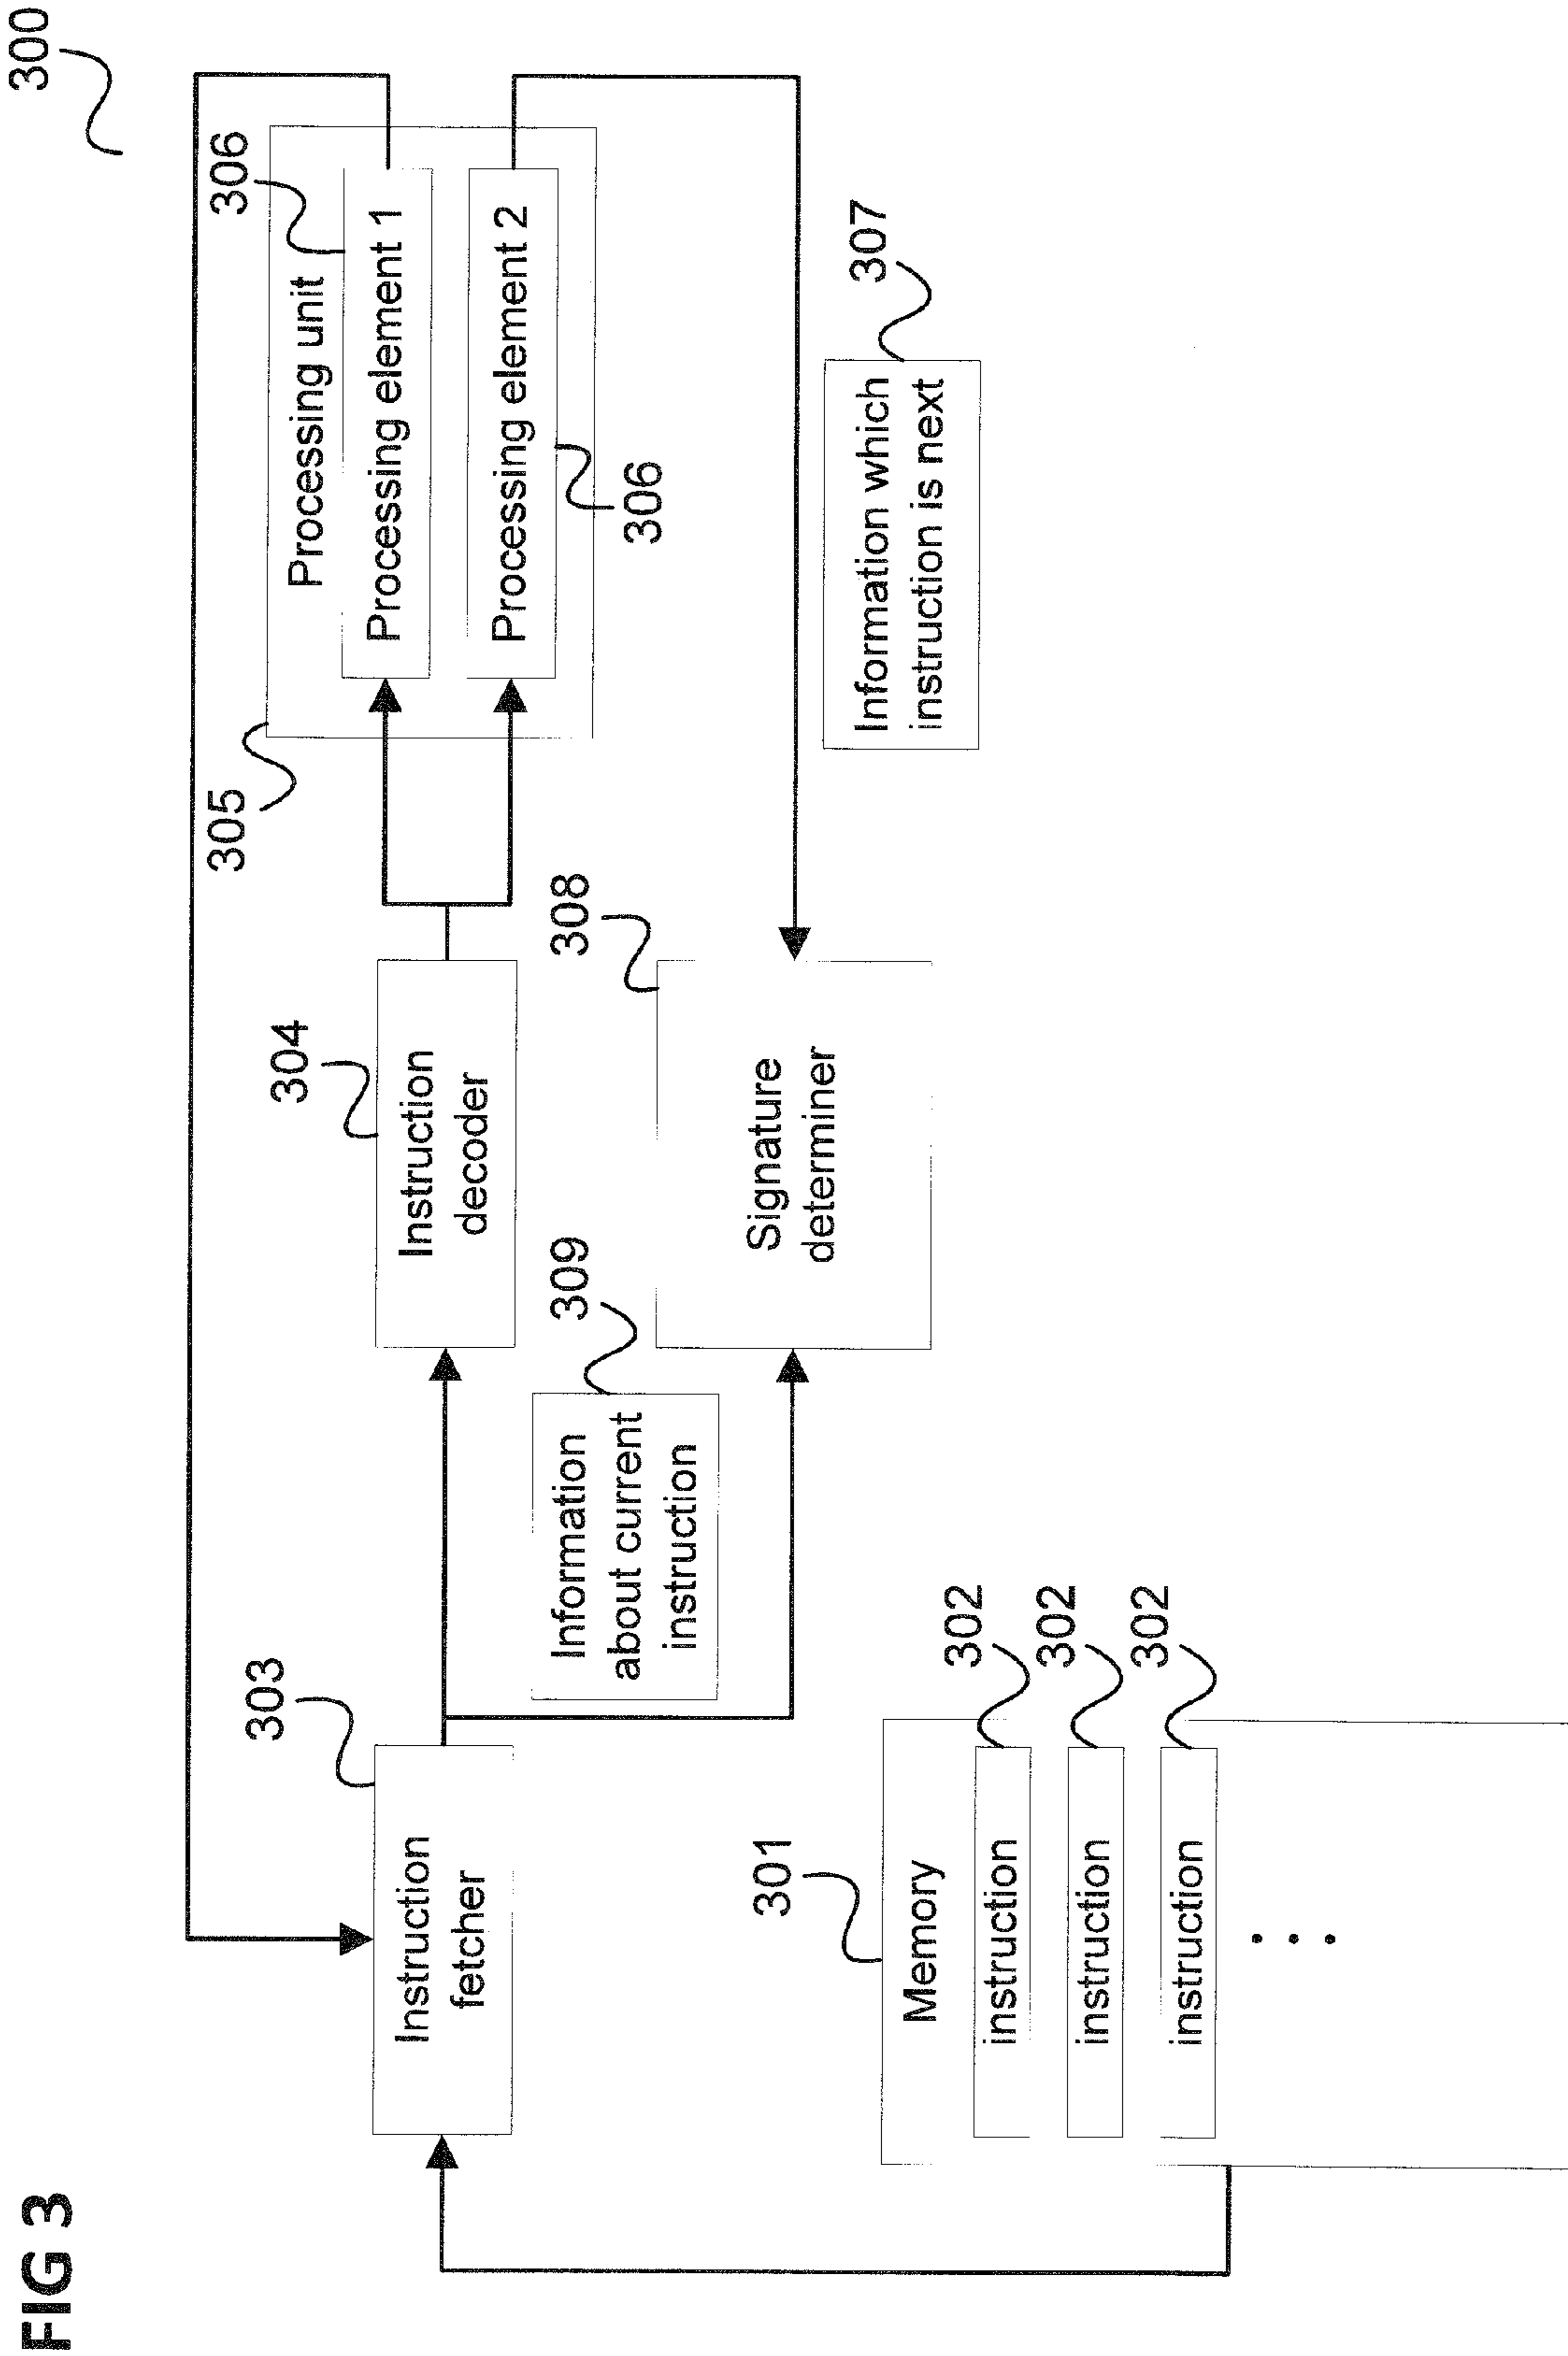 FIG 3
300
305
306
Processing unit
Processing element 1
Processing element 2
306
303
Instruction
fetcher
304
Instruction
decoder
309
Information
about current
instruction
308
Signature
determiner
307
Information which
instruction is next
301
Memory
302
instruction
302
instruction
302
instruction